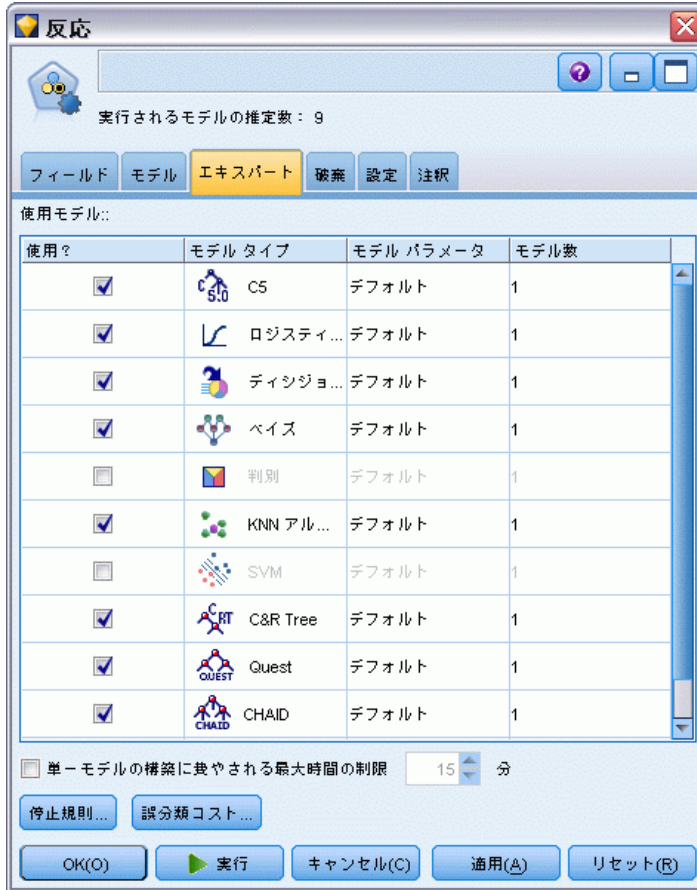 反応
実行されるモデルの推定数: 9
フィールド モデル エキスパート 破棄 設定 注釈
使用モデル::
使用? モデル タイプ モデル パラメータ モデル数
C5.0 C5 デフォルト 1
ロジスティ... デフォルト 1
ディシジョ... デフォルト 1
ベイズ デフォルト 1
判別 デフォルト 1
KNN アル... デフォルト 1
SVM デフォルト 1
CRT C&R Tree デフォルト 1
QUEST Quest デフォルト 1
CHAID CHAID デフォルト 1
単一モデルの構築に費やされる最大時間の制限 15 分
停止規則... 誤分類コスト...
OK(O) 実行 キャンセル(C) 適用(A) リセット(R)